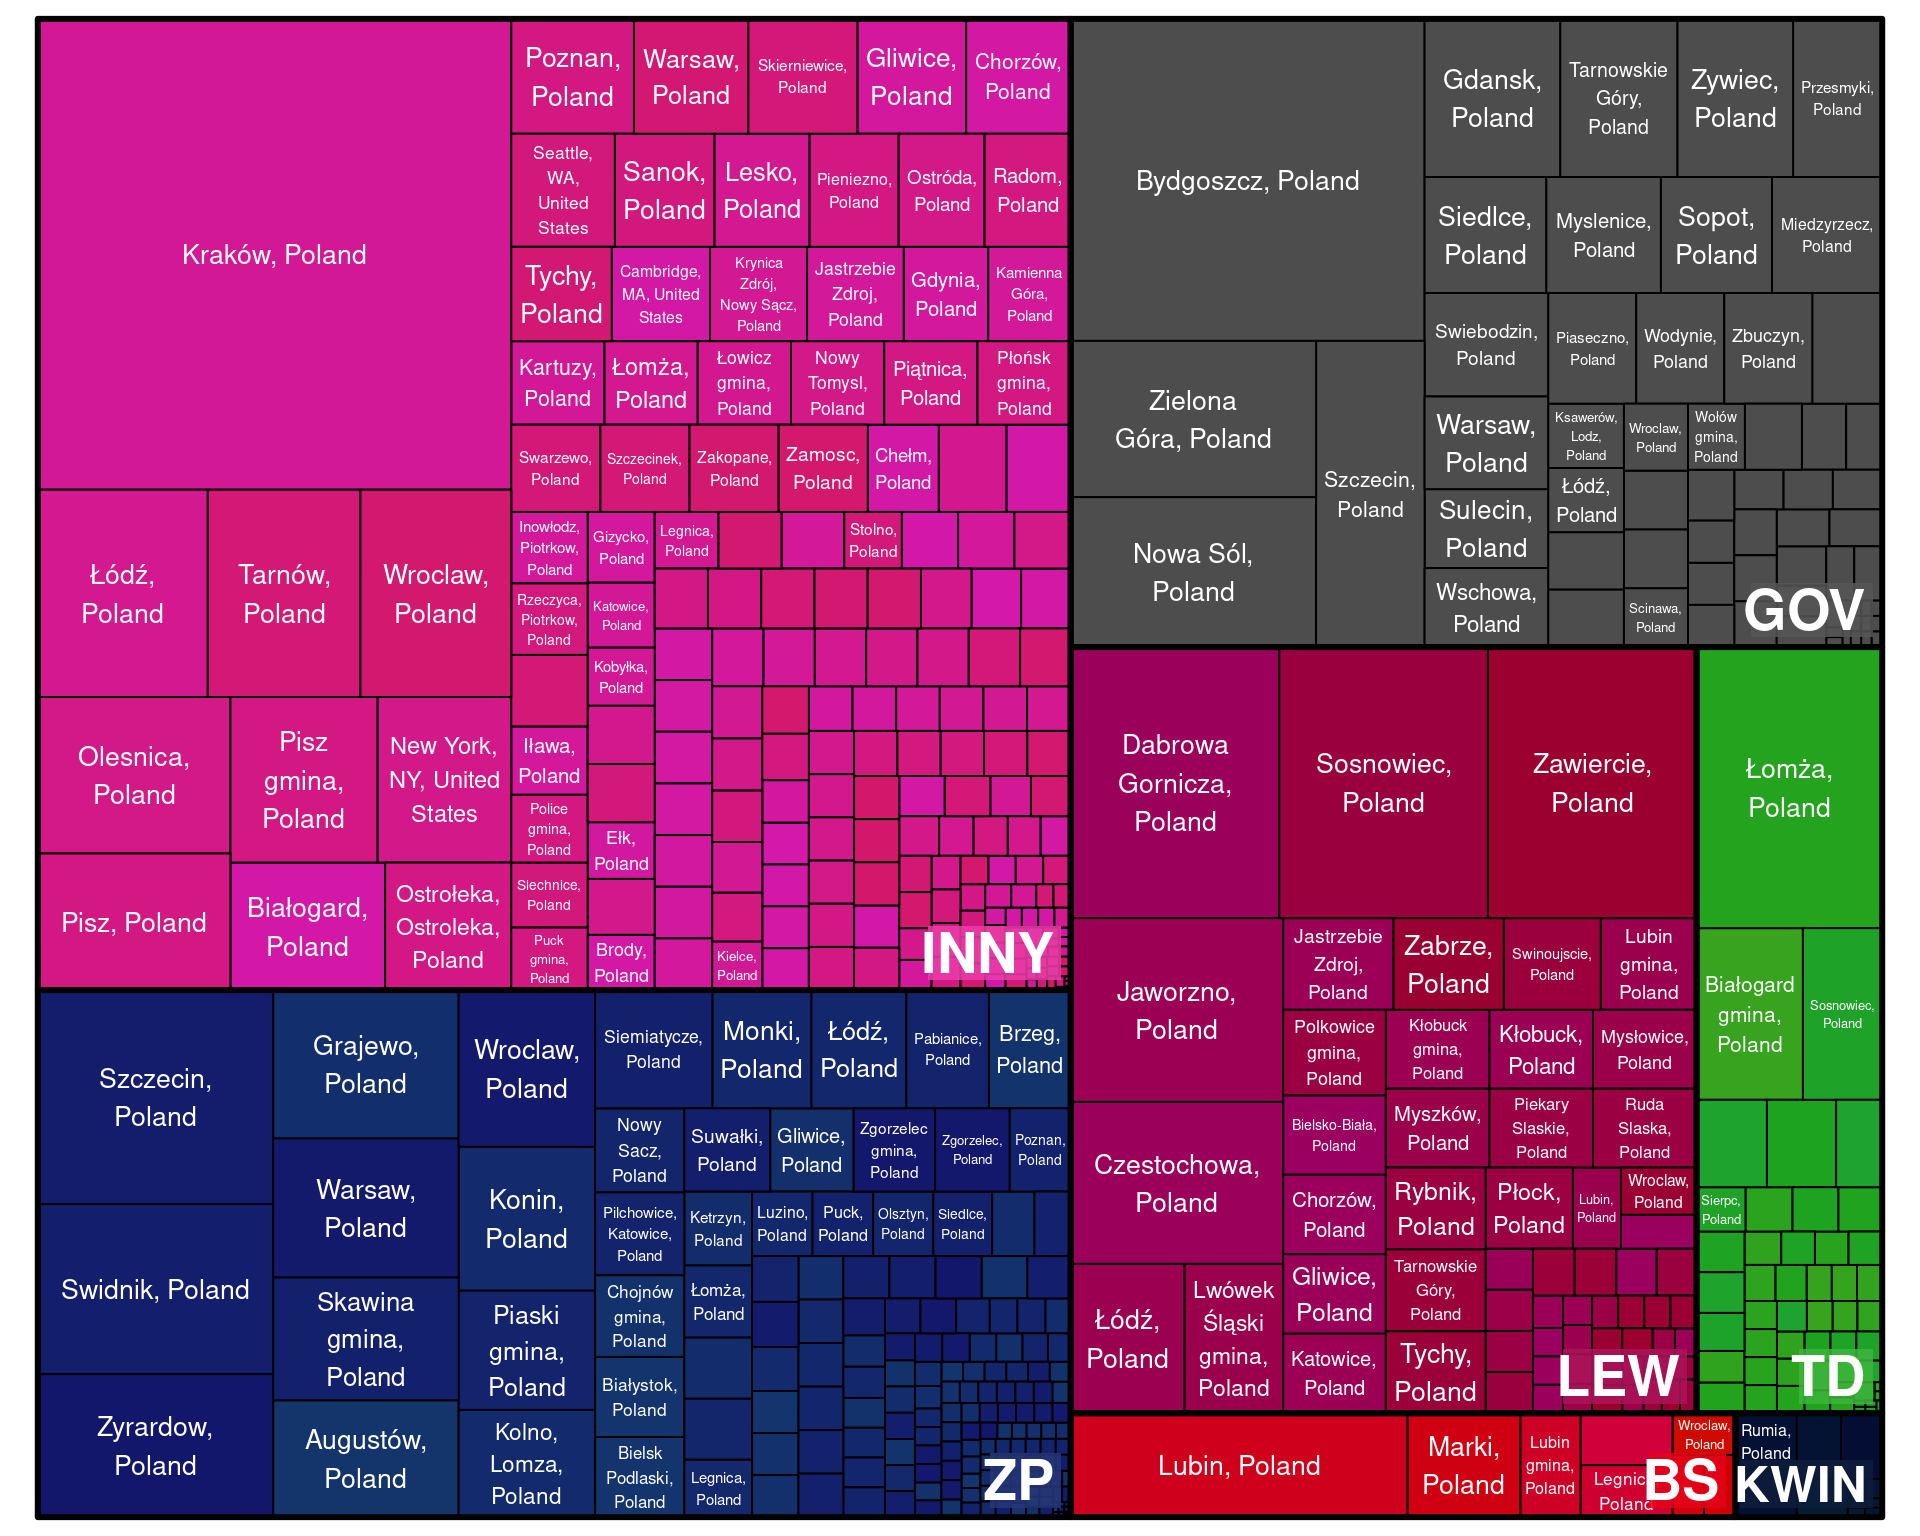 Kraków, Poland
Łódź,
Poland
Tarnów,
Poland
Wroclaw,
Poland
Olesnica,
Poland
Pisz
gmina,
Poland
New York,
NY, United
States
Pisz, Poland
Białogard,
Poland
Ostrołeka,
Ostroleka,
Poland
Poznan,
Poland
Warsaw,
Poland
Skierniewice,
Poland
Gliwice,
Poland
Chorzów,
Poland
Seattle,
WA,
United
States
Sanok,
Poland
Lesko,
Poland
Pieniezno,
Poland
Ostróda,
Poland
Radom,
Poland
Tychy,
Poland
Cambridge,
MA, United
States
Krynica
Zdrój,
Nowy Sącz,
Poland
Jastrzebie
Zdroj,
Poland
Gdynia,
Poland
Kamienna
Góra,
Poland
Kartuzy,
Poland
Łomża,
Poland
Łowicz
gmina,
Poland
Nowy
Tomysl,
Poland
Piątnica,
Poland
Płońsk
gmina,
Poland
Swarzewo,
Poland
Szczecinek,
Poland
Zakopane,
Poland
Zamosc,
Poland
Chełm,
Poland
Inowłodz,
Piotrkow,
Poland
Gizycko,
Poland
Legnica,
Poland
Stolno,
Poland
Rzeczyca,
Piotrkow,
Poland
Katowice,
Poland
Kobyłka,
Poland
Iława,
Poland
Police
gmina,
Poland
Ełk,
Poland
Siechnice,
Poland
Puck
gmina,
Poland
Brody,
Poland
Kielce,
Poland
INNY
Bydgoszcz, Poland
Zielona
Góra, Poland
Nowa Sól,
Poland
Szczecin,
Poland
Gdansk,
Poland
Tarnowskie
Góry,
Poland
Zywiec,
Poland
Przesmyki,
Poland
Siedlce,
Poland
Myslenice,
Poland
Sopot,
Poland
Miedzyrzecz,
Poland
Swiebodzin,
Poland
Piaseczno,
Poland
Wodynie,
Poland
Zbuczyn,
Poland
Warsaw,
Poland
Ksawerów,
Lodz,
Poland
Wroclaw,
Poland
Wołów
gmina,
Poland
Sulecin,
Poland
Łódź,
Poland
Wschowa,
Poland
Scinawa,
Poland
GOV
Dabrowa
Gornicza,
Poland
Sosnowiec,
Poland
Zawiercie,
Poland
Jaworzno,
Poland
Czestochowa,
Poland
Łódź,
Poland
Lwówek
Śląski
gmina,
Poland
Jastrzebie
Zdroj,
Poland
Zabrze,
Poland
Swinoujscie,
Poland
Lubin
gmina,
Poland
Polkowice
gmina,
Poland
Kłobuck
gmina,
Poland
Kłobuck,
Poland
Mysłowice,
Poland
Bielsko-Biała,
Poland
Myszków,
Poland
Piekary
Slaskie,
Poland
Ruda
Slaska,
Poland
Chorzów,
Poland
Rybnik,
Poland
Płock,
Poland
Lubin,
Poland
Wroclaw,
Poland
Gliwice,
Poland
Tarnowskie
Góry,
Poland
Katowice,
Poland
Tychy,
Poland
LEW
Łomża,
Poland
Białogard
gmina,
Poland
Sosnowiec,
Poland
Sierpc,
Poland
TD
Szczecin,
Poland
Swidnik, Poland
Zyrardow,
Poland
Grajewo,
Poland
Warsaw,
Poland
Skawina
gmina,
Poland
Augustów,
Poland
Wroclaw,
Poland
Konin,
Poland
Piaski
gmina,
Poland
Kolno,
Lomza,
Poland
Siemiatycze,
Poland
Monki,
Poland
Łódź,
Poland
Pabianice,
Poland
Brzeg,
Poland
Nowy
Sacz,
Poland
Suwałki,
Poland
Gliwice,
Poland
Zgorzelec
gmina,
Poland
Zgorzelec,
Poland
Poznan,
Poland
Pilchowice,
Katowice,
Poland
Ketrzyn,
Poland
Luzino,
Poland
Puck,
Poland
Olsztyn,
Poland
Siedlce,
Poland
Chojnów
gmina,
Poland
Łomża,
Poland
Białystok,
Poland
Bielsk
Podlaski,
Poland
Legnica,
Poland
ZP
Lubin, Poland
Marki,
Poland
Lubin
gmina,
Poland
Legnica,
Poland
Wroclaw,
Poland
BS
Rumia,
Poland
KWIN